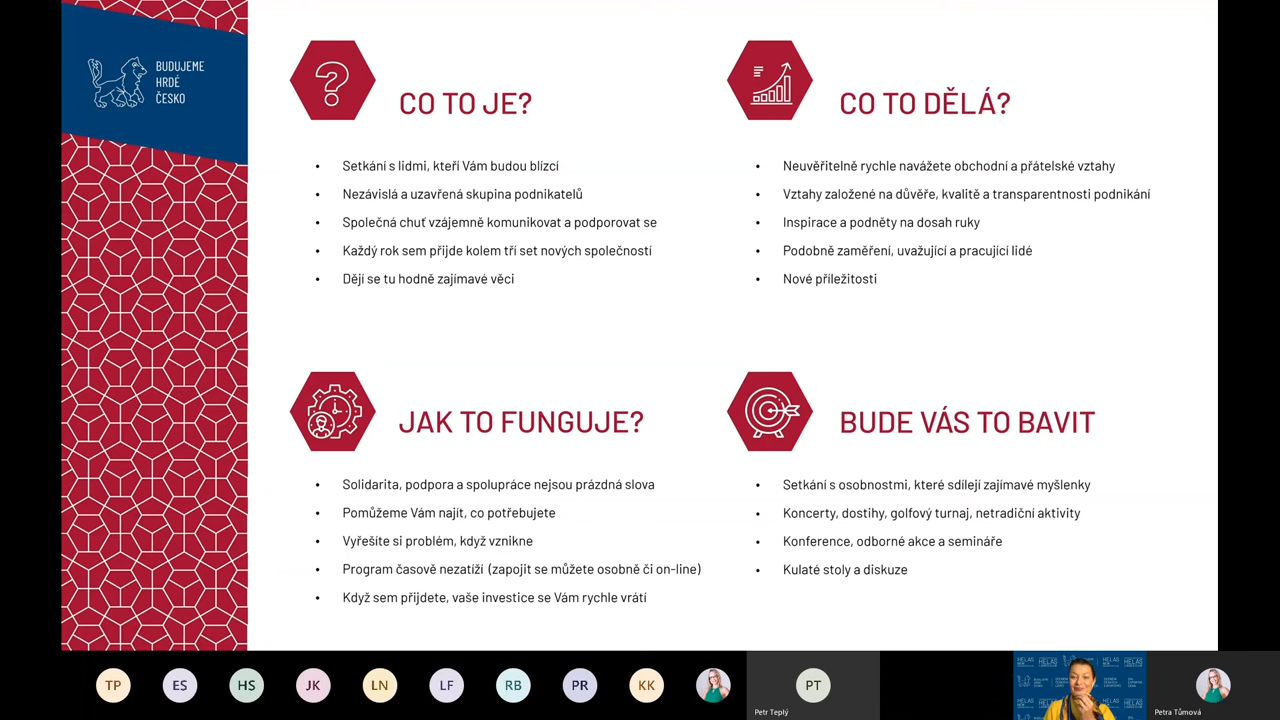 BUDUJEME
HRDÉ
ČESKO
CO TO JE?
Setkání s lidmi, kteří Vám budou blízcí
Nezávislá a uzavřená skupina podnikatelů
Společná chuť vzájemně komunikovat a podporovat se
Každý rok sem přijde kolem tří set nových společností
Dějí se tu hodně zajímavé věci
CO TO DĚLÁ?
Neuvěřitelně rychle navážete obchodní a přátelské vztahy
Vztahy založené na důvěře, kvalitě a transparentnosti podnikání
Inspirace a podněty na dosah ruky
Podobně zaměření, uvažující a pracující lidé
Nové příležitosti
JAK TO FUNGUJE?
Solidarita, podpora a spolupráce nejsou prázdná slova
Pomůžeme Vám najít, co potřebujete
Vyřešíte si problém, když vznikne
Program časově nezatíží (zapojit se můžete osobně či on-line)
Když sem přijdete, vaše investice se Vám rychle vrátí
BUDE VÁS TO BAVIT
Setkání s osobnostmi, které sdílejí zajímavé myšlenky
Koncerty, dostihy, golfový turnaj, netradiční aktivity
Konference, odborné akce a semináře
Kulaté stoly a diskuze
TP
ES
HS
JK
LN
LF
RB
PR
KK
PT
Petr Teplý
Petra Tůmová